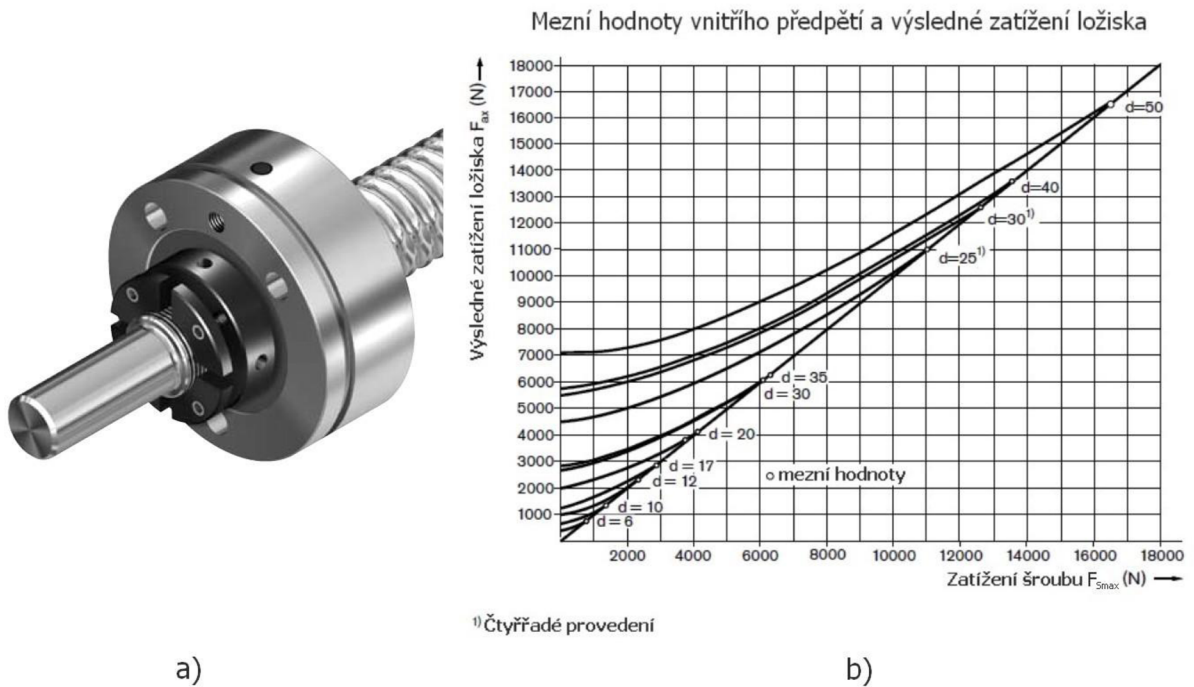 Mezní hodnoty vnitřího předpětí a výsledné zatížení ložiska
Výsledné zatížení ložiska Fax (N)
18000
17000
16000
15000
14000
13000
12000
11000
10000
9000
8000
7000
6000
5000
4000
3000
2000
1000
d=50
d=40
d=30¹⁾
d=25¹⁾
d = 35
d = 30
d = 20
d = 17
d = 12
d = 10
d = 6
mezní hodnoty
2000 4000 6000 8000 10000 12000 14000 16000 18000
Zatížení šroubu FSmax (N)
¹⁾ Čtyřřadé provedení
a)
b)